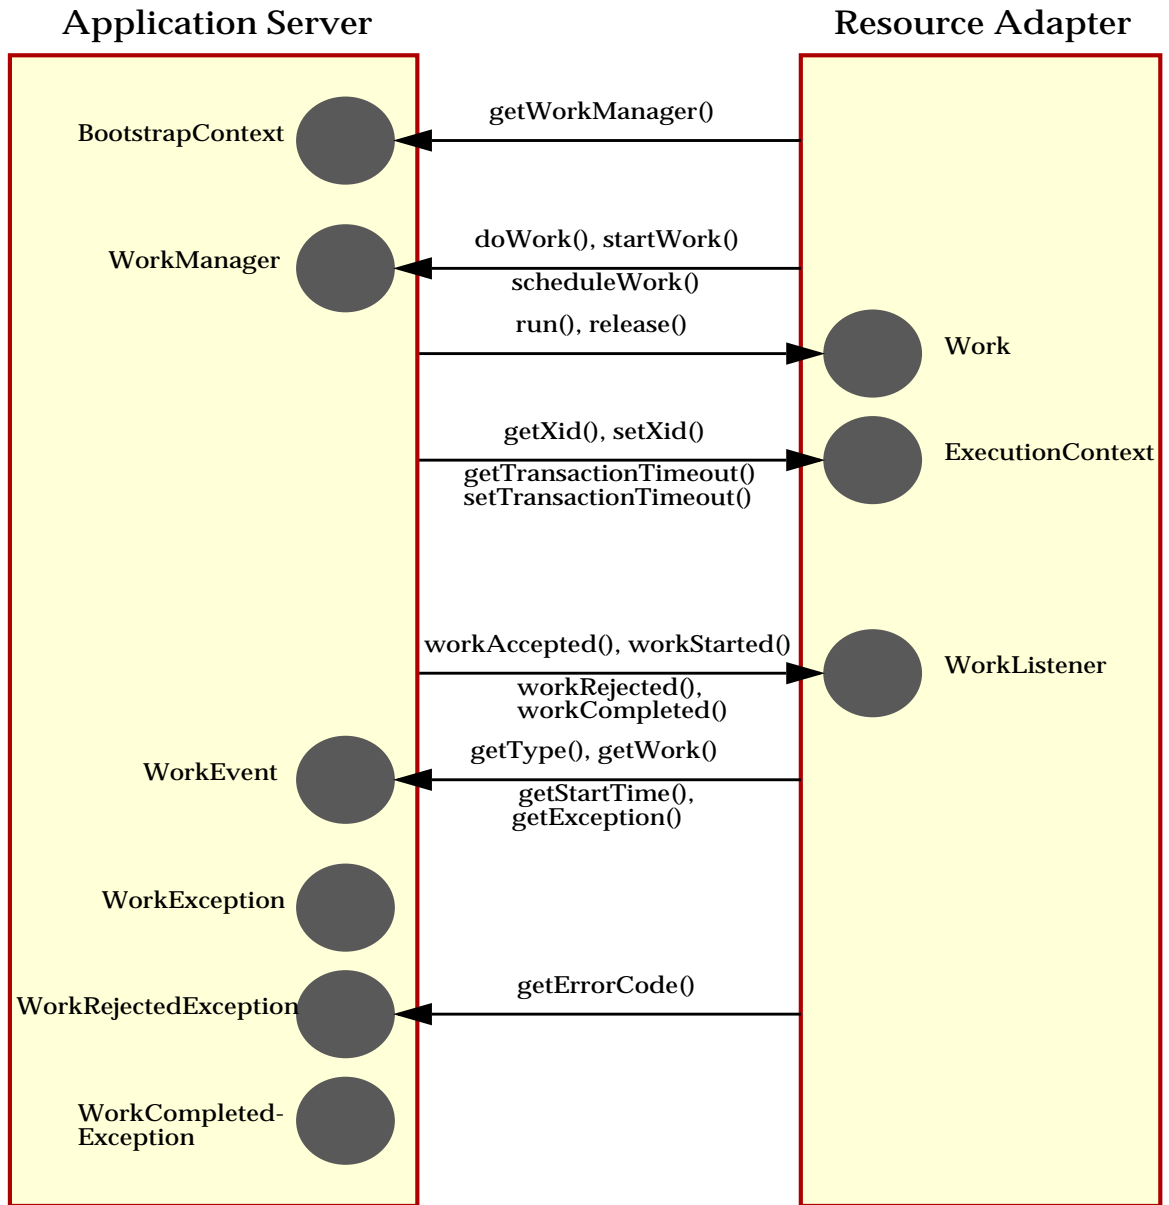 Application Server
Resource Adapter
getWorkManager()
BootstrapContext
doWork(), startWork()
WorkManager
scheduleWork()
run(), release()
Work
getXid(), setXid()
ExecutionContext
getTransactionTimeout()
setTransactionTimeout()
workAccepted(), workStarted()
WorkListener
workRejected(),
workCompleted()
getType(), getWork()
WorkEvent
getStartTime(),
getException()
WorkException
getErrorCode()
WorkRejectedException
WorkCompleted-
Exception